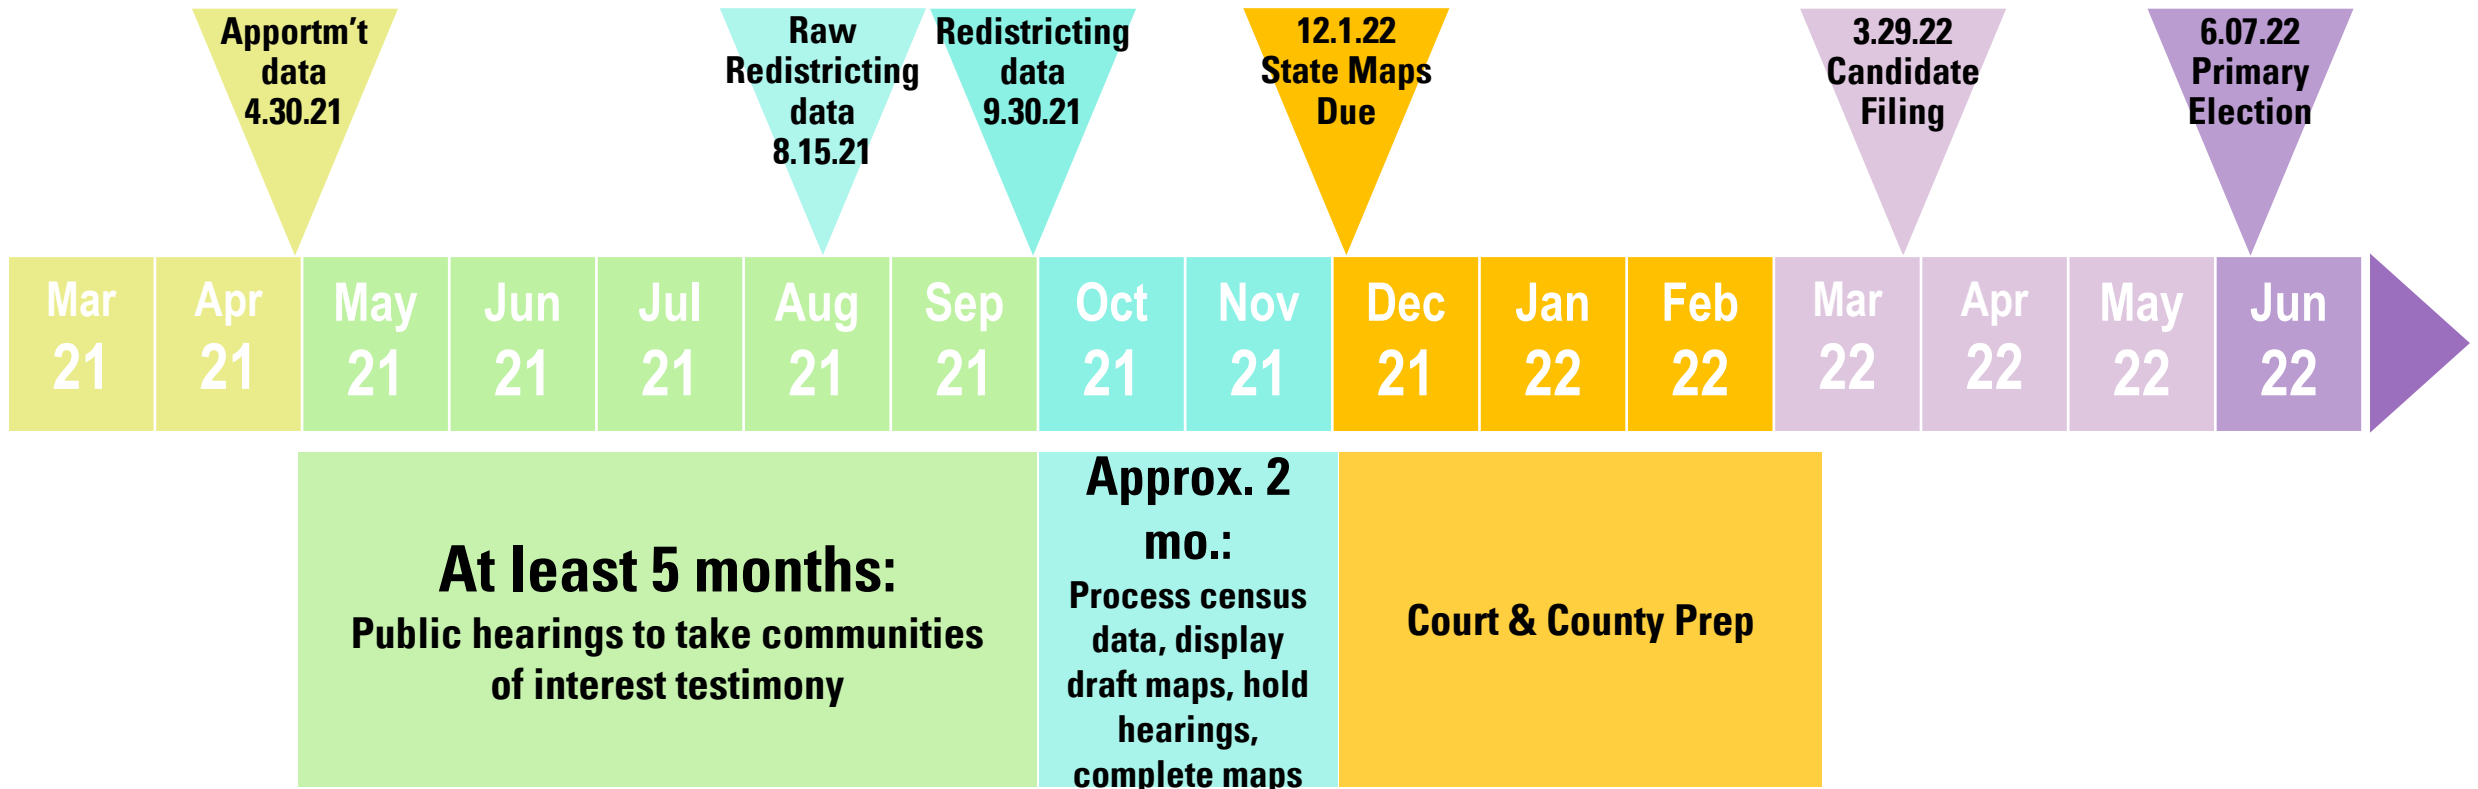 Apportm't
data
4.30.21
Raw
Redistricting
data
8.15.21
Redistricting
data
9.30.21
12.1.22
State Maps
Due
3.29.22
Candidate
Filing
6.07.22
Primary
Election
Mar
21
Apr
21
May
21
Jun
21
Jul
21
Aug
21
Sep
21
Oct
21
Nov
21
Dec
21
Jan
22
Feb
22
Mar
22
Apr
22
May
22
Jun
22
At least 5 months:
Public hearings to take communities
of interest testimony
Approx. 2
mo.:
Process census
data, display
draft maps, hold
hearings,
complete maps
Court & County Prep